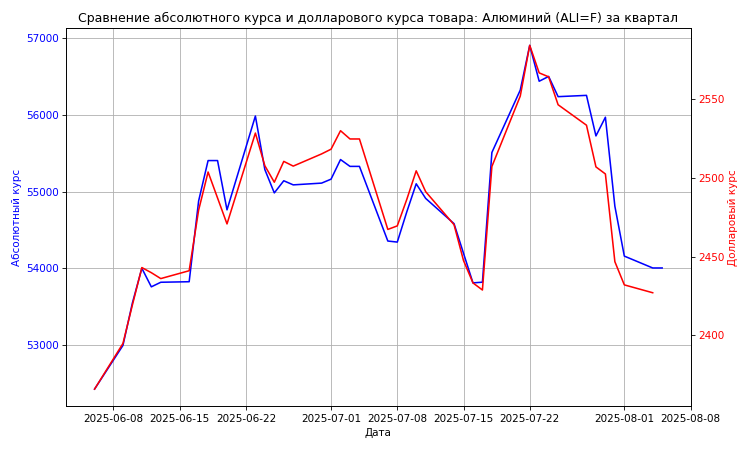 Сравнение абсолютного курса и долларового курса товара: Алюминий (ALI=F) за квартал
57000
56000
55000
54000
53000
Абсолютный курс
2550
2500
2450
2400
Долларовый курс
2025-06-08 2025-06-15 2025-06-22 2025-07-01 2025-07-08 2025-07-15 2025-07-22 2025-08-01 2025-08-08
Дата